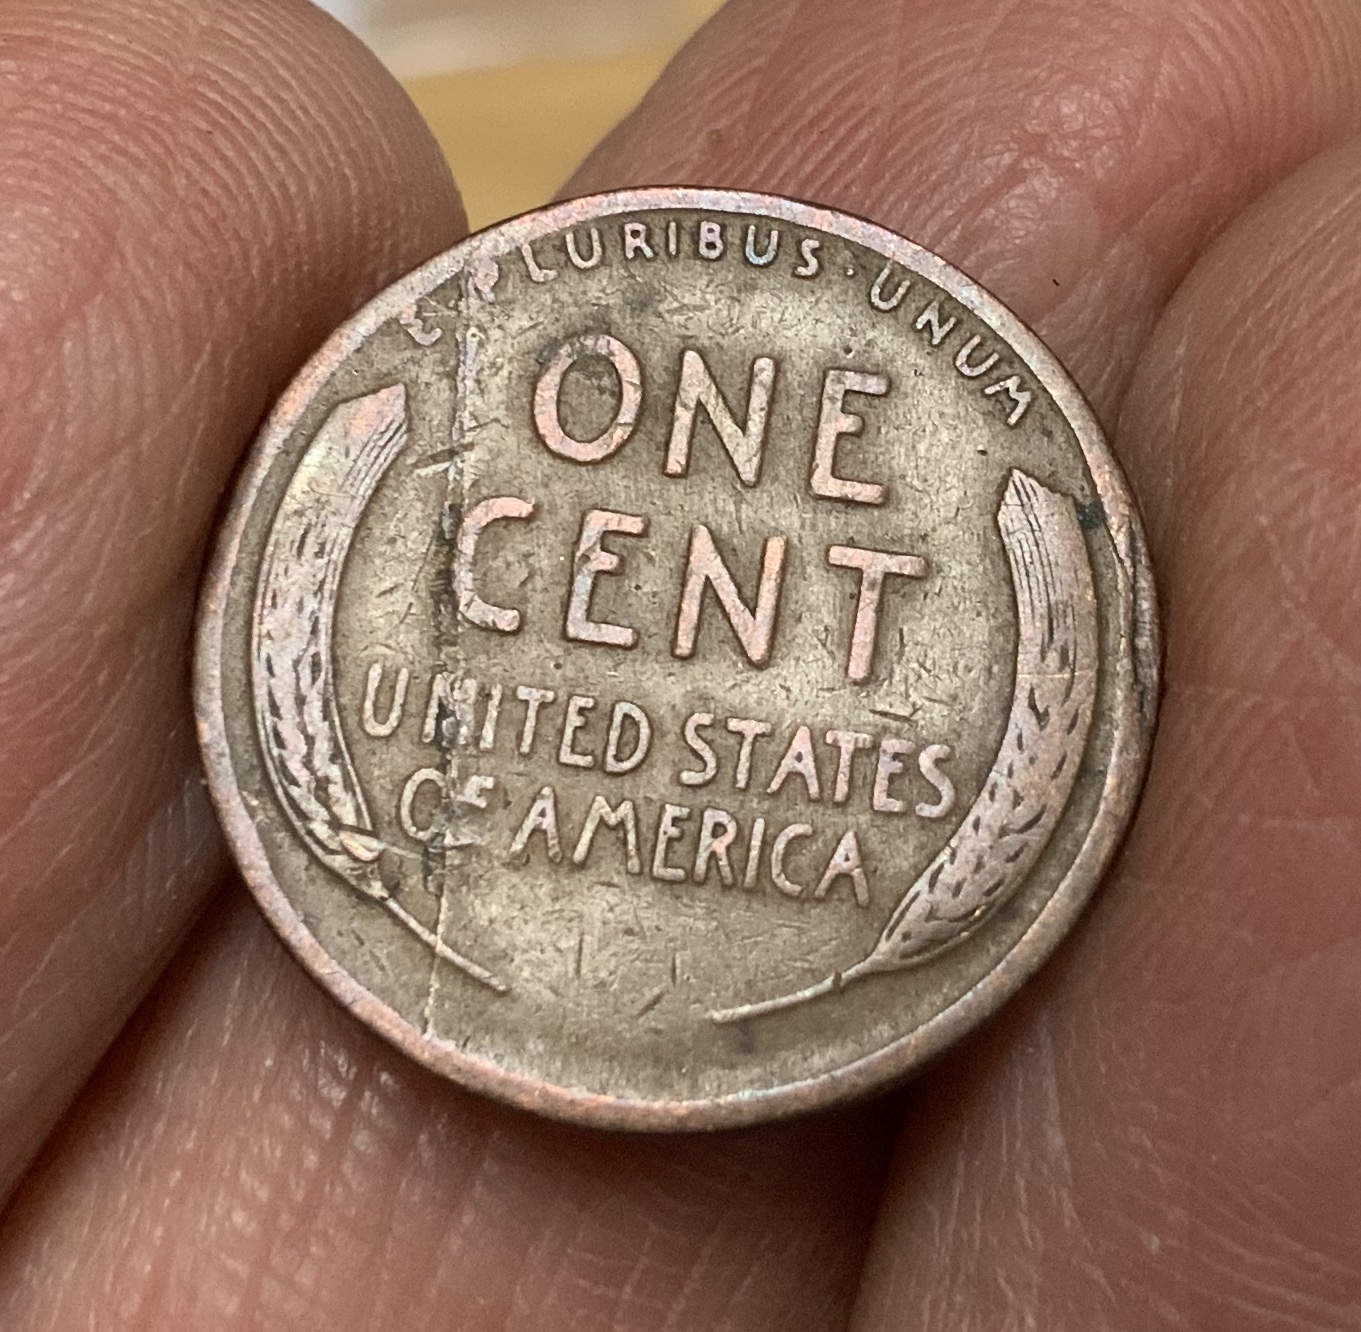 E PLURIBUS · UNUM
ONE
CENT
UNITED STATES
OF AMERICA